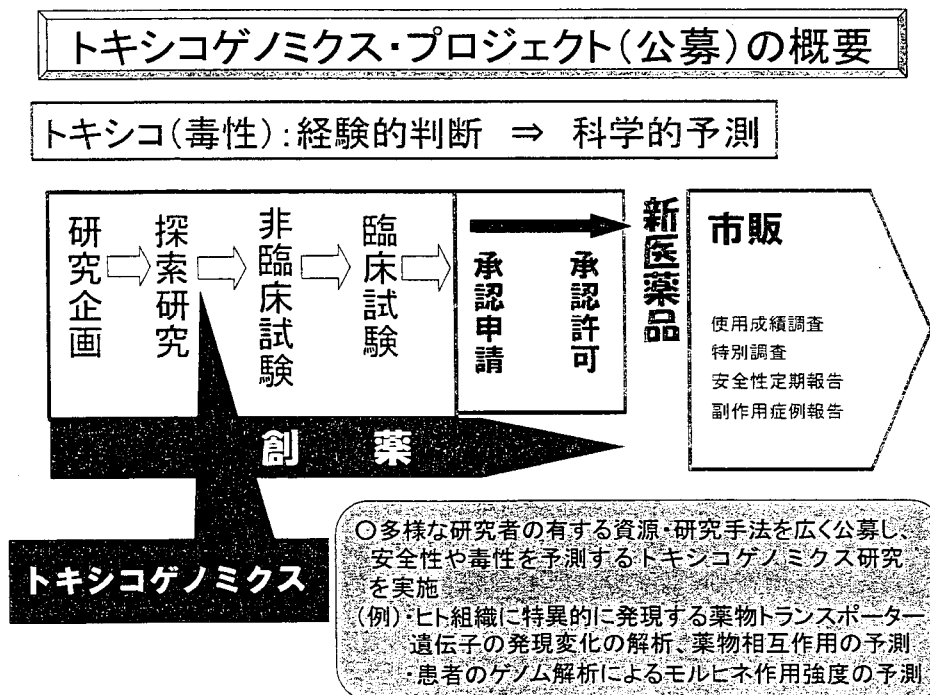 トキシコゲノミクス・プロジェクト(公募)の概要
トキシコ(毒性):経験的判断 ⇒ 科学的予測
研究企画
探索研究
非臨床試験
臨床試験
承認申請
承認許可
新医薬品
市販
使用成績調査
特別調査
安全性定期報告
副作用症例報告
創薬
トキシコゲノミクス
○多様な研究者の有する資源・研究手法を広く公募し、
安全性や毒性を予測するトキシコゲノミクス研究
を実施
(例)・ヒト組織に特異的に発現する薬物トランスポーター
遺伝子の発現変化の解析、薬物相互作用の予測
・患者のゲノム解析によるモルヒネ作用強度の予測